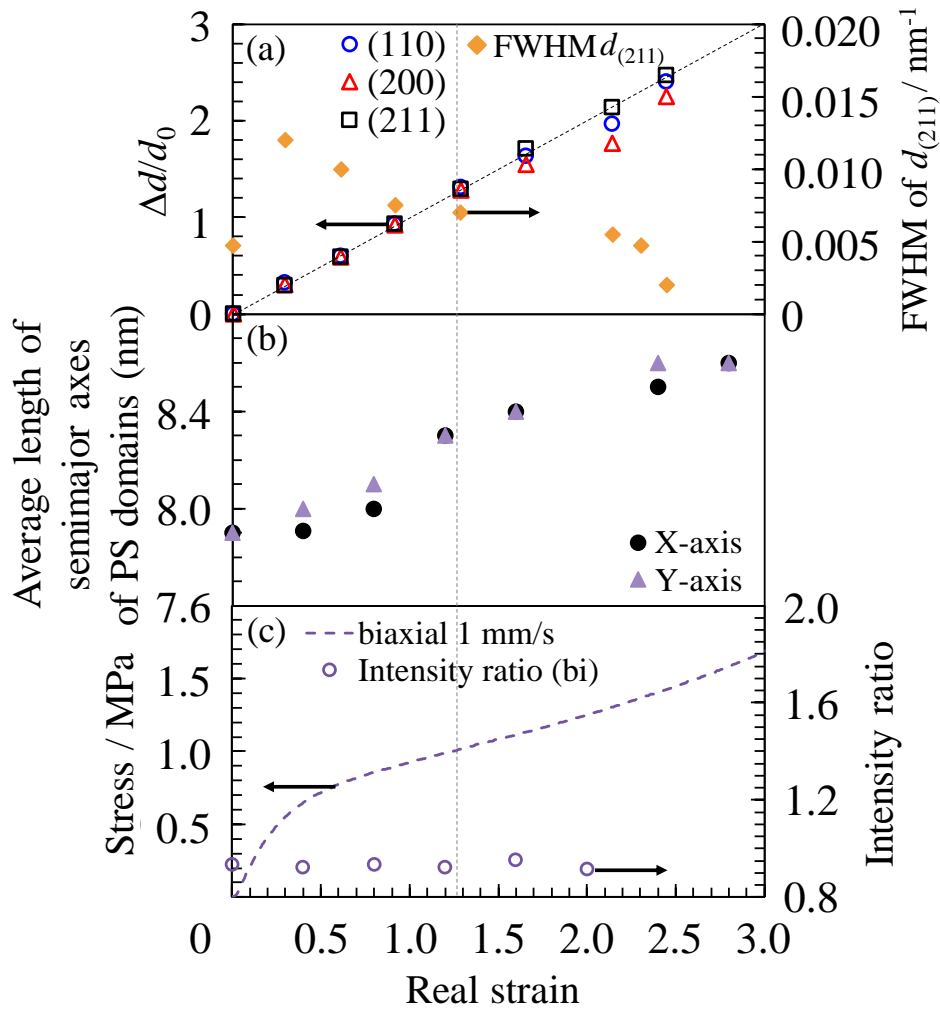 (a)
(110)
(200)
(211)
FWHM d(211)
3
2
1
0
Δd/d0
0.020
0.015
0.010
0.005
0
FWHM of d(211)/ nm-1
(b)
8.4
8.0
7.6
Average length of
semimajor axes
of PS domains (nm)
X-axis
Y-axis
(c)
biaxial 1 mm/s
Intensity ratio (bi)
1.5
1.0
0.5
Stress / MPa
2.0
1.6
1.2
0.8
Intensity ratio
0 0.5 1.0 1.5 2.0 2.5 3.0
Real strain